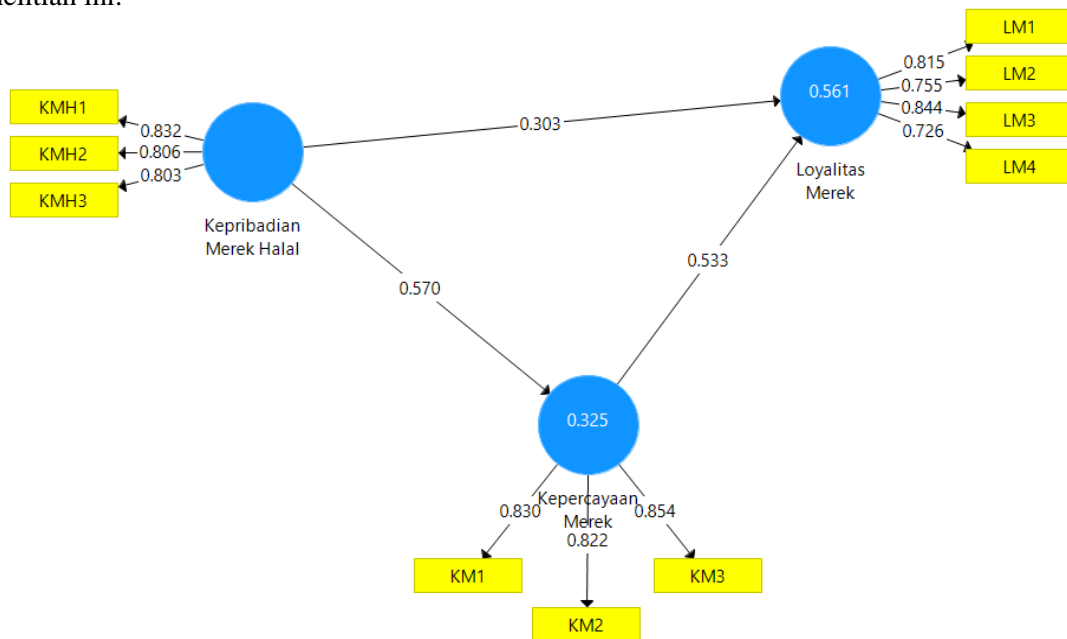 KMH1
KMH2
KMH3
0.832
0.806
0.803
Kepribadian
Merek Halal
0.303
0.570
0.533
0.561
Loyalitas
Merek
0.815
0.755
0.844
0.726
LM1
LM2
LM3
LM4
0.325
Kepercayaan
Merek
0.830
0.822
0.854
KM1
KM2
KM3